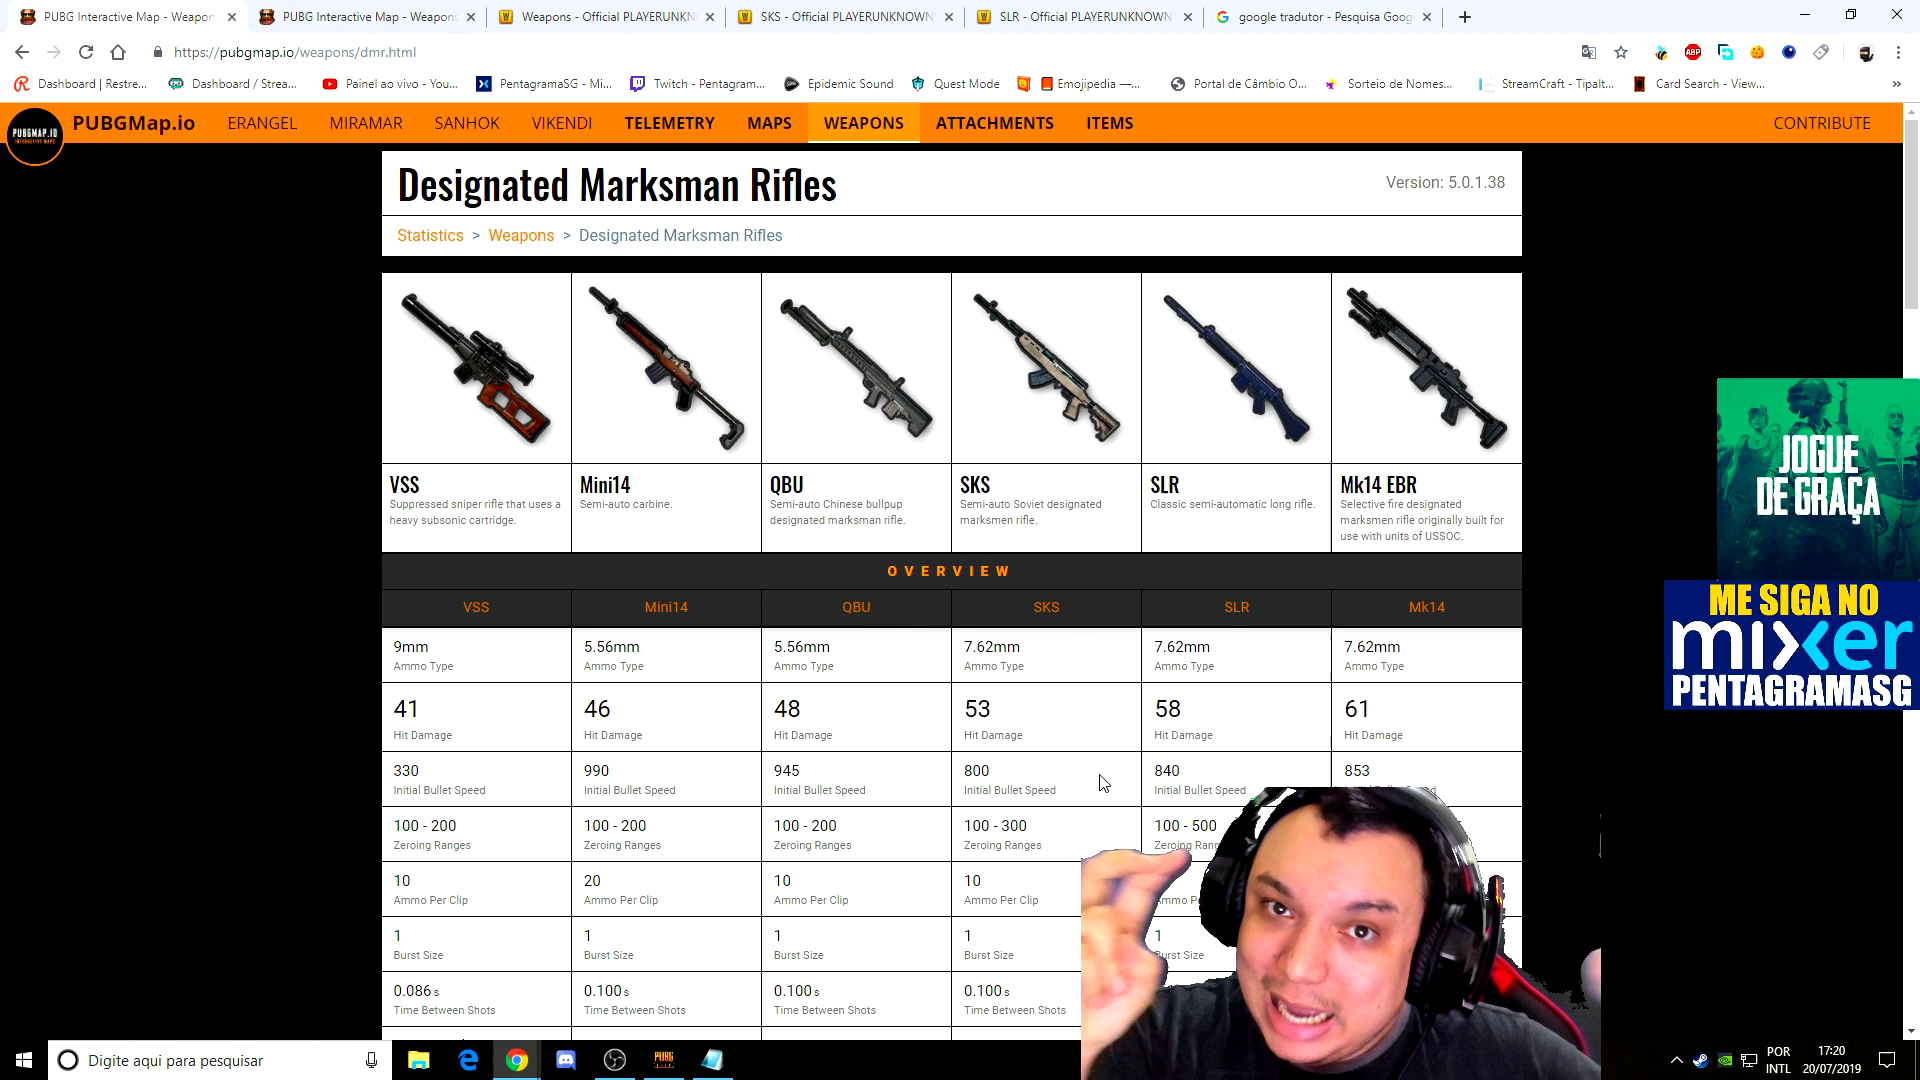 PUBG Interactive Map - Weapon
PUBG Interactive Map - Weapons
Weapons - Official PLAYERUNKN
SKS - Official PLAYERUNKNOWN
SLR - Official PLAYERUNKNOWN
google tradutor - Pesquisa Goog
https://pubgmap.io/weapons/dmr.html
ABP
Dashboard | Restre...
Dashboard / Strea...
Painel ao vivo - You...
PentagramaSG - Mi...
Twitch - Pentagram...
Epidemic Sound
Quest Mode
Emojipedia —...
Portal de Câmbio O...
Sorteio de Nomes...
StreamCraft - Tipalt...
Card Search - View...
PUBGMAP.IO
INTERACTIVE MAPS
PUBGMap.io
ERANGEL
MIRAMAR
SANHOK
VIKENDI
TELEMETRY
MAPS
WEAPONS
ATTACHMENTS
ITEMS
CONTRIBUTE
Designated Marksman Rifles
Version: 5.0.1.38
Statistics > Weapons > Designated Marksman Rifles
VSS
Suppressed sniper rifle that uses a
heavy subsonic cartridge.
Mini14
Semi-auto carbine.
QBU
Semi-auto Chinese bullpup
designated marksman rifle.
SKS
Semi-auto Soviet designated
marksmen rifle.
SLR
Classic semi-automatic long rifle.
Mk14 EBR
Selective fire designated
marksmen rifle originally built for
use with units of USSOC.
OVERVIEW
VSS Mini14 QBU SKS SLR Mk14
9mm 5.56mm 5.56mm 7.62mm 7.62mm 7.62mm
Ammo Type Ammo Type Ammo Type Ammo Type Ammo Type Ammo Type
41 46 48 53 58 61
Hit Damage Hit Damage Hit Damage Hit Damage Hit Damage Hit Damage
330 990 945 800 840 853
Initial Bullet Speed Initial Bullet Speed Initial Bullet Speed Initial Bullet Speed Initial Bullet Speed
100 - 200 100 - 200 100 - 200 100 - 300 100 - 500
Zeroing Ranges Zeroing Ranges Zeroing Ranges Zeroing Ranges Zeroing Rang
10 20 10 10
Ammo Per Clip Ammo Per Clip Ammo Per Clip Ammo Per Clip
1 1 1 1 1
Burst Size Burst Size Burst Size Burst Size urst Size
0.086 s 0.100 s 0.100 s 0.100 s
Time Between Shots Time Between Shots Time Between Shots Time Between Shots
JOGUE
DE GRAÇA
ME SIGA NO
mixer
PENTAGRAMASG
Digite aqui para pesquisar
PUBG
POR
INTL
17:20
20/07/2019